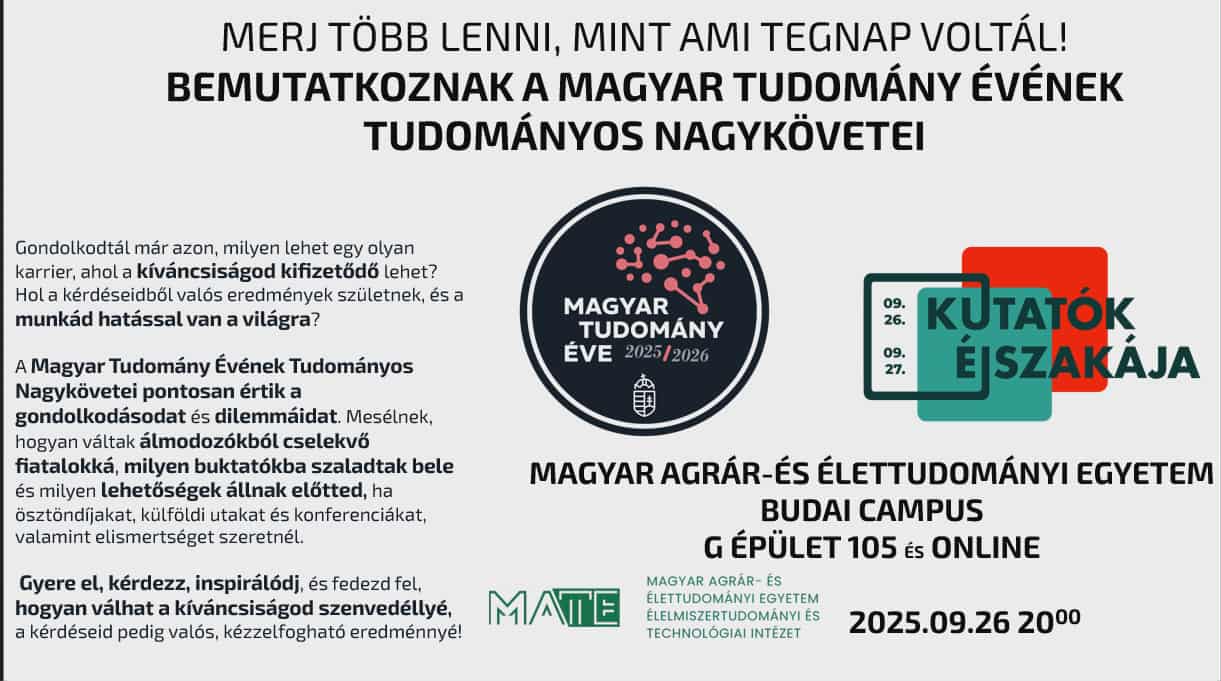 MERJ TÖBB LENNI, MINT AMI TEGNAP VOLTÁL!
BEMUTATKOZNAK A MAGYAR TUDOMÁNY ÉVÉNEK
TUDOMÁNYOS NAGYKÖVETEI
Gondolkodtál már azon, milyen lehet egy olyan
karrier, ahol a kíváncsiságod kifizetődő lehet?
Hol a kérdéseidből valós eredmények születnek, és a
munkád hatással van a világra?
A Magyar Tudomány Évének Tudományos
Nagykövetei pontosan értik a
gondolkodásodat és dilemmáidat. Mesélnek,
hogyan váltak álmodozókból cselekvő
fiatalokká, milyen buktatókba szaladtak bele
és milyen lehetőségek állnak előtted, ha
ösztöndíjakat, külföldi utakat és konferenciákat,
valamint elismertséget szeretnél.
Gyere el, kérdezz, inspirálódj, és fedezd fel,
hogyan válhat a kíváncsiságod szenvedéllyé,
a kérdéseid pedig valós, kézzelfogható eredménnyé!
MAGYAR
TUDOMÁNY
ÉVE 2025/2026
09.
26.
09.
27.
KUTATÓK
ÉJSZAKÁJA
MAGYAR AGRÁR-ÉS ÉLETTUDOMÁNYI EGYETEM
BUDAI CAMPUS
G ÉPÜLET 105 ÉS ONLINE
MATE
MAGYAR AGRÁR- ÉS
ÉLETTUDOMÁNYI EGYETEM
ÉLELMISZERTUDOMÁNYI ÉS
TECHNOLÓGIAI INTÉZET
2025.09.26 20⁰⁰